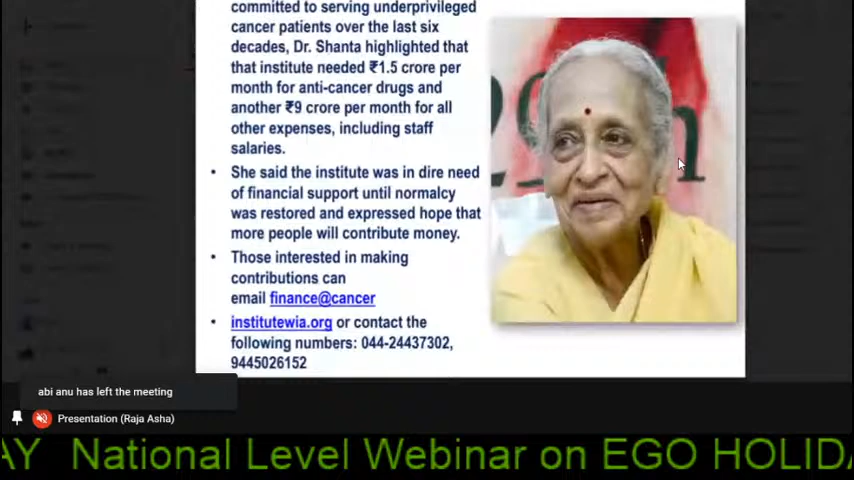 committed to serving underprivileged
cancer patients over the last six
decades, Dr. Shanta highlighted that
that institute needed ₹1.5 crore per
month for anti-cancer drugs and
another ₹9 crore per month for all
other expenses, including staff
salaries.
• She said the institute was in dire need
of financial support until normalcy
was restored and expressed hope that
more people will contribute money.
• Those interested in making
contributions can
email finance@cancer
• institutewia.org or contact the
following numbers: 044-24437302,
9445026152
abi anu has left the meeting
Presentation (Raja Asha)
AY National Level Webinar on EGO HOLIDA